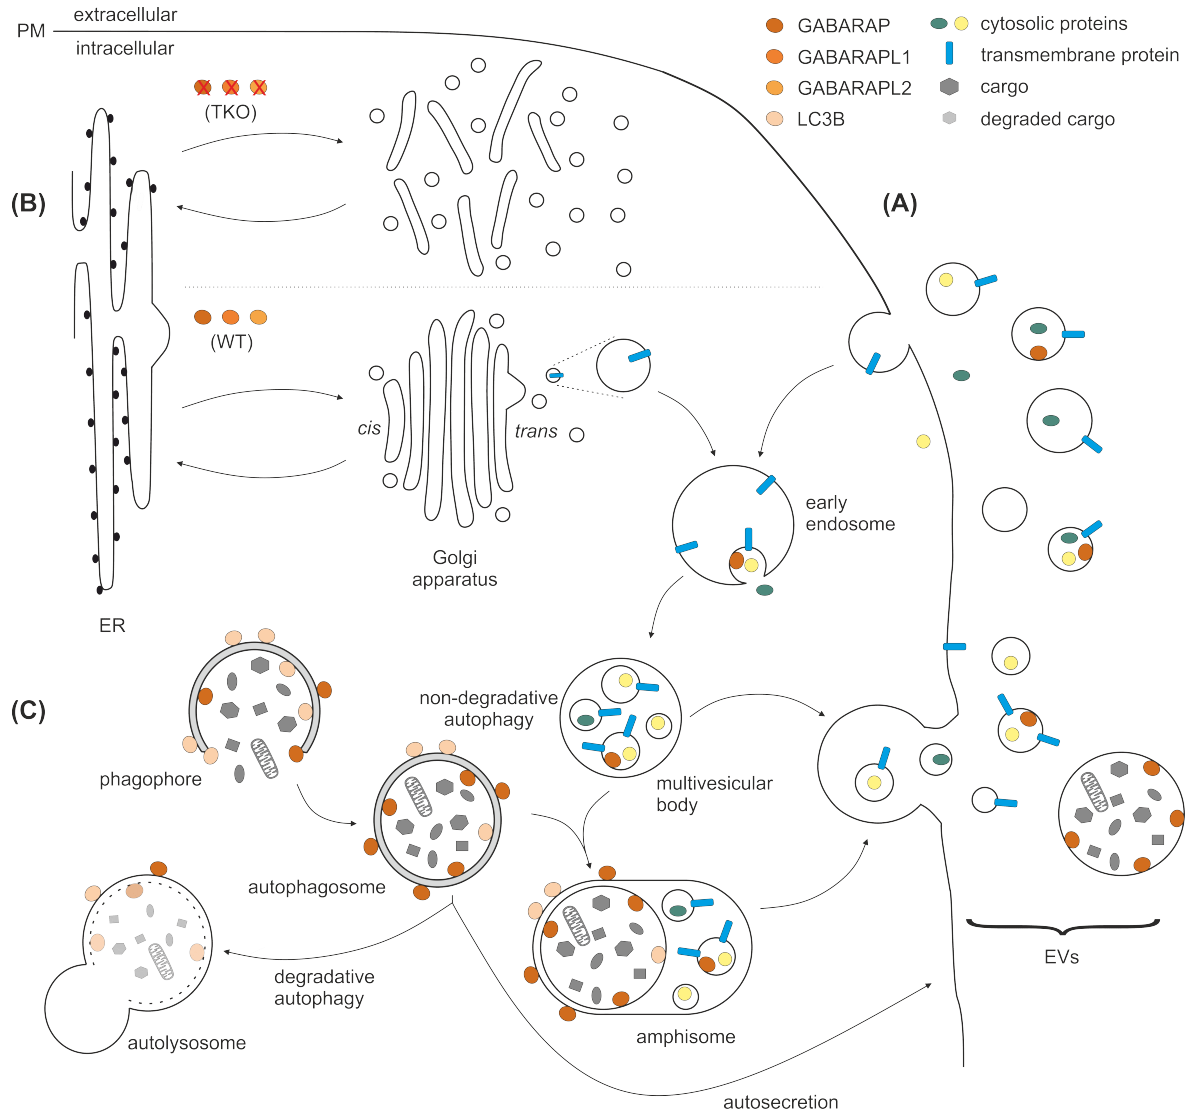 extracellular
PM
intracellular
GABARAP
GABARAPL1
GABARAPL2
LC3B
cytosolic proteins
transmembrane protein
cargo
degraded cargo
(TKO)
(B)
(A)
(WT)
cis
trans
Golgi
apparatus
ER
early
endosome
(C)
non-degradative
autophagy
phagophore
multivesicular
body
autophagosome
degradative
autophagy
autolysosome
amphisome
EVs
autosecretion